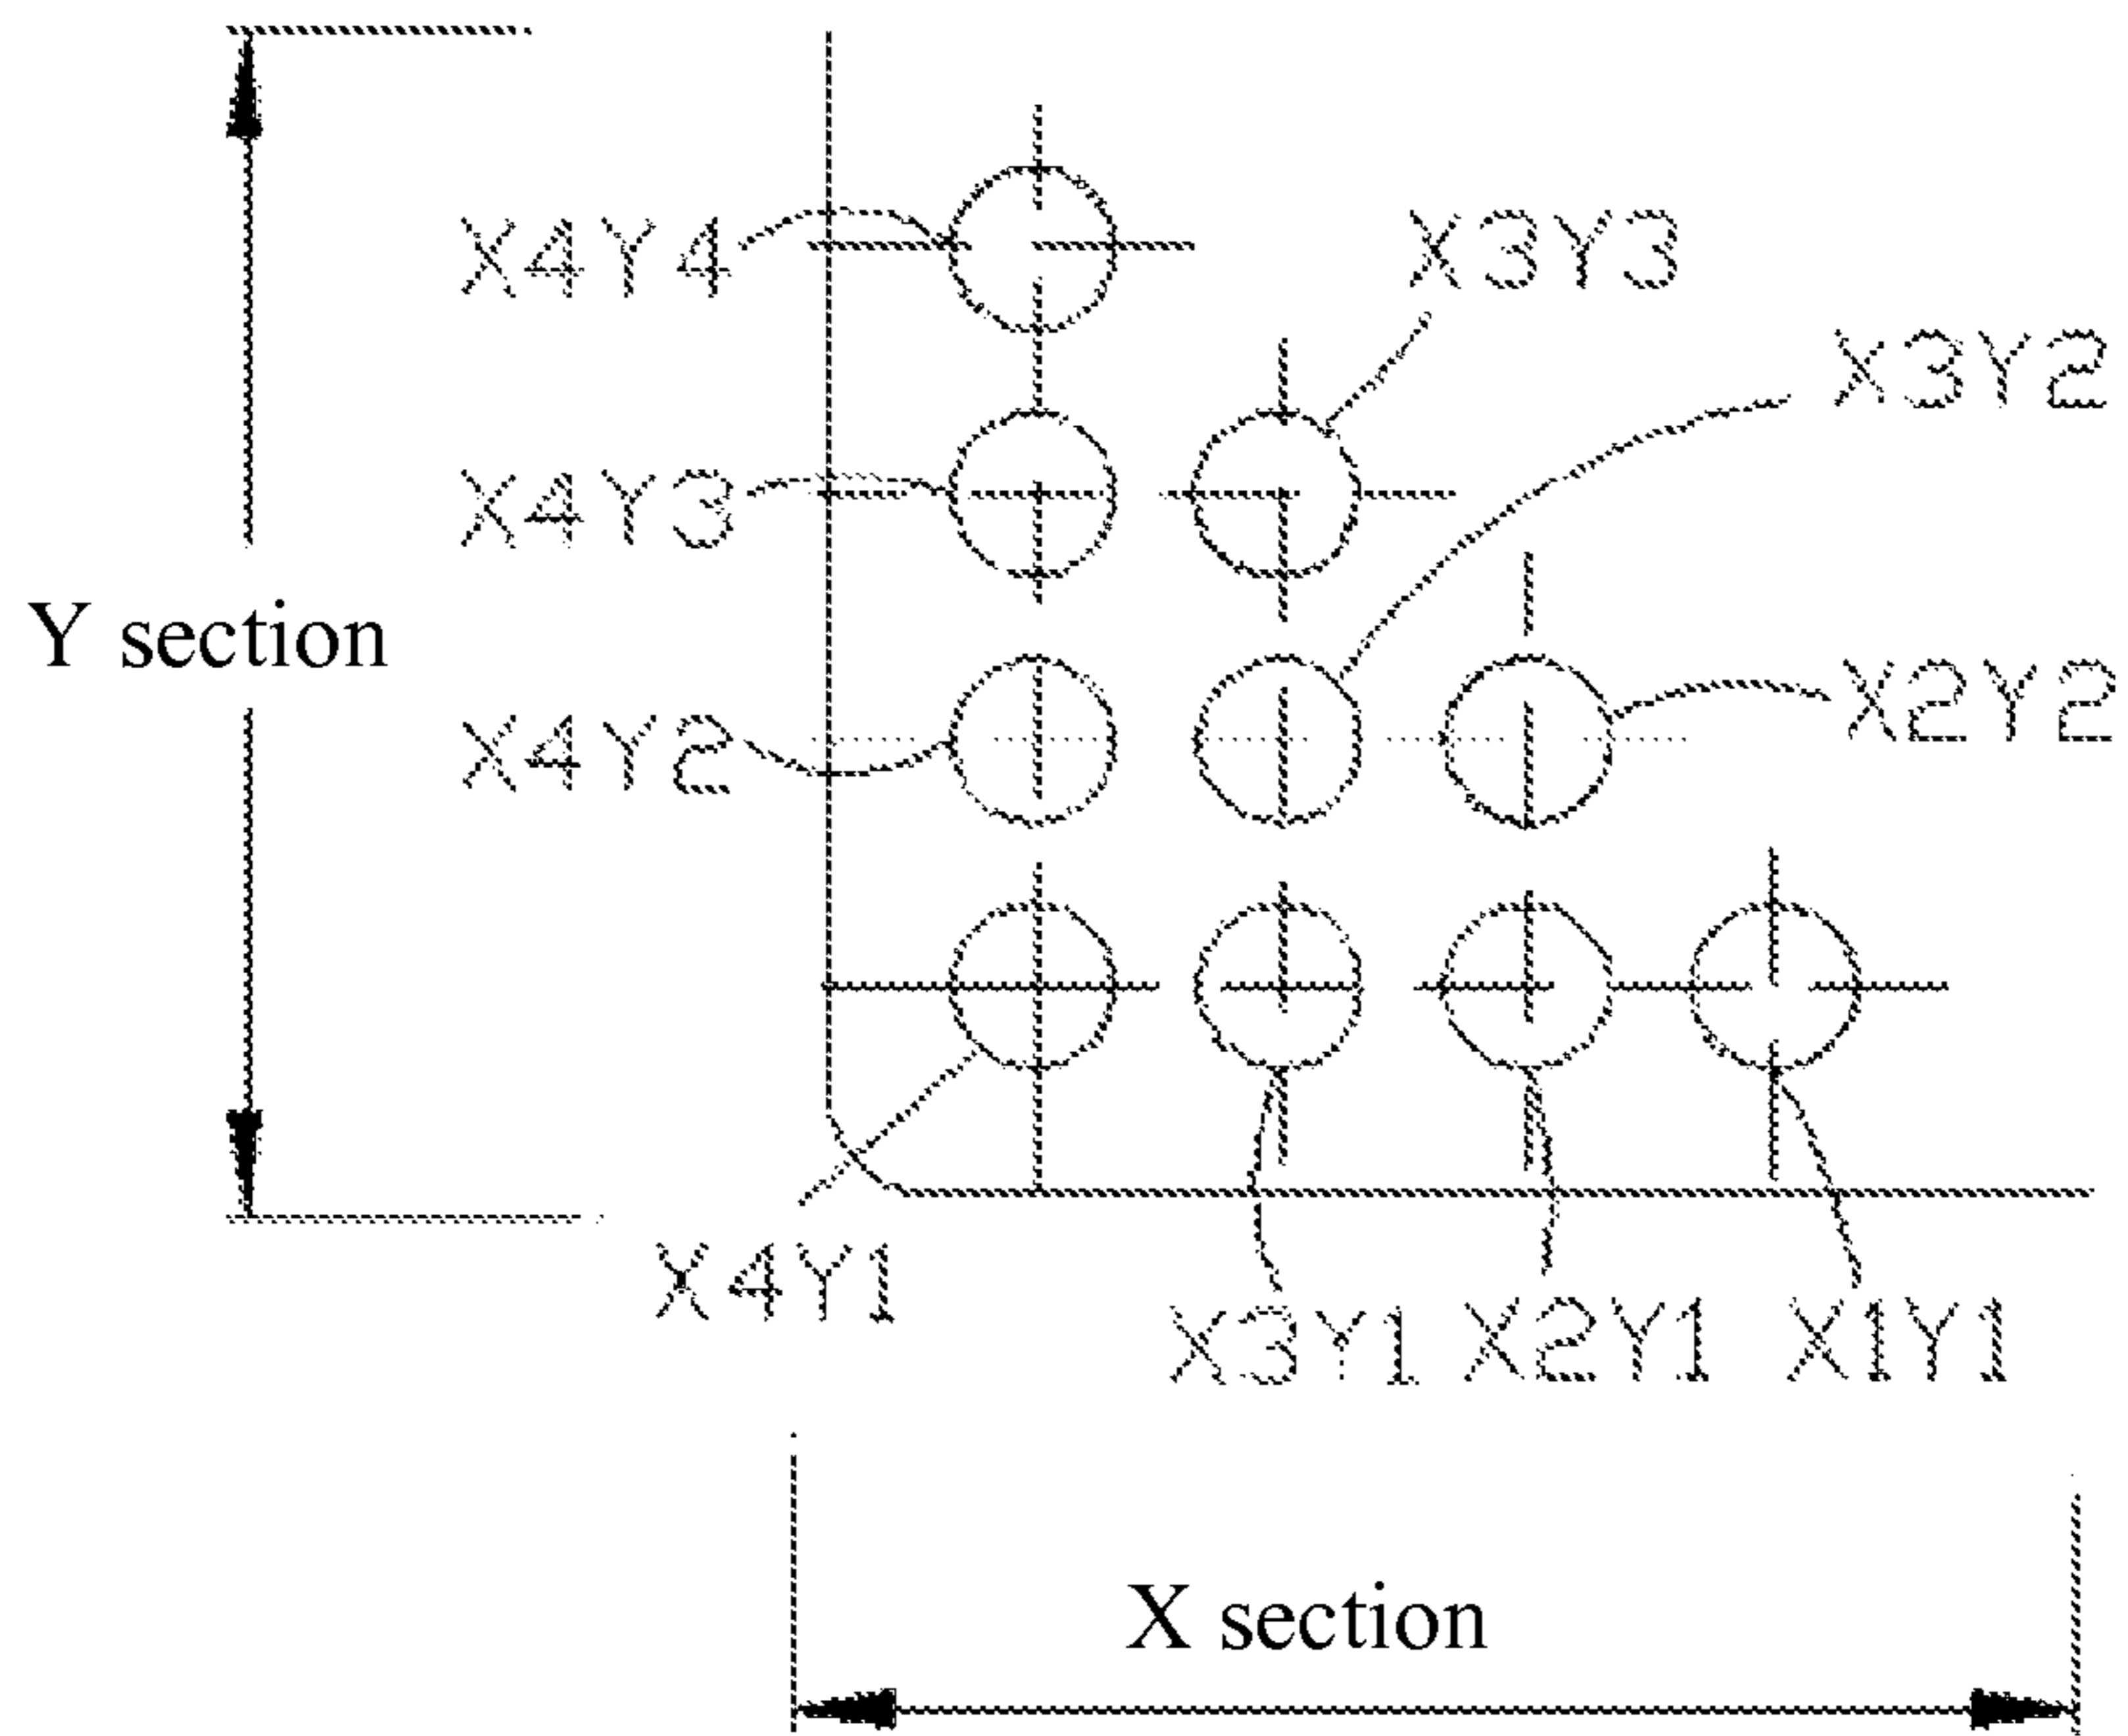 X4Y4
X3Y3
X3Y2
X4Y3
Y section
X2Y2
X4Y2
X4Y1
X3Y1
X2Y1
X1Y1
X section